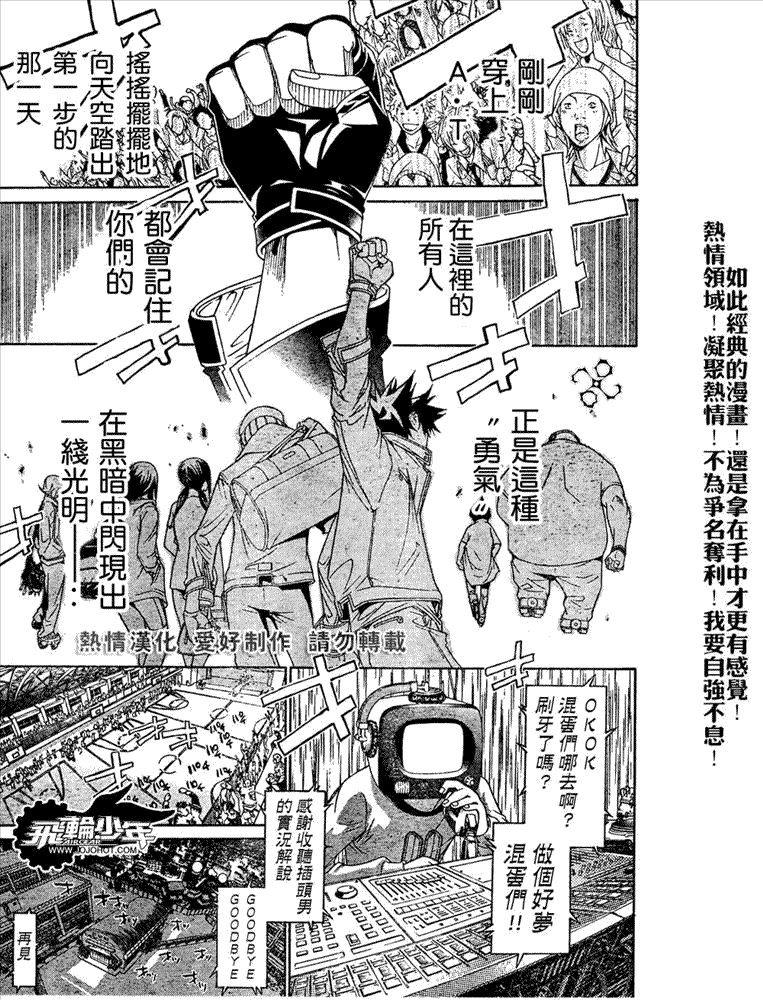 剛剛
穿上
A・T
搖搖擺擺地
向天空踏出
第一步的
那一天
在這裡的
所有人
都會記住
你們的
正是這種
〝勇氣〞
在黑暗中閃現出
一綫光明——‥
熱情漢化 愛好制作 請勿轉載
OKOK
混蛋們哪去啊?
刷牙了嗎?
做個好夢
混蛋們!!
感謝收聽插頭男
的實況解說
GOODBYE
GOODBYE
再見
飛輪少年
AIRGEAR
WWW.JOJOHOT.COM
如此經典的漫畫!還是拿在手中才更有感覺!
熱情領域!凝聚熱情!不為爭名奪利!我要自強不息!